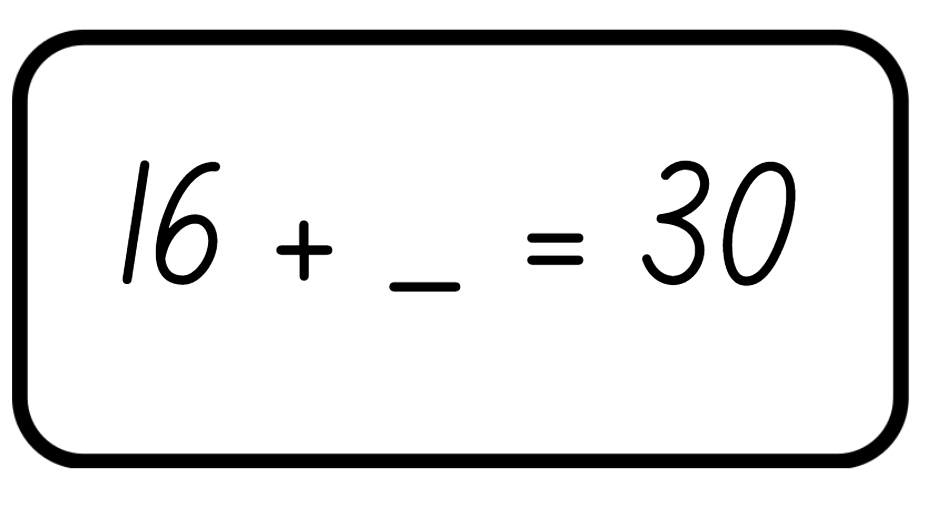 16 + _ = 30